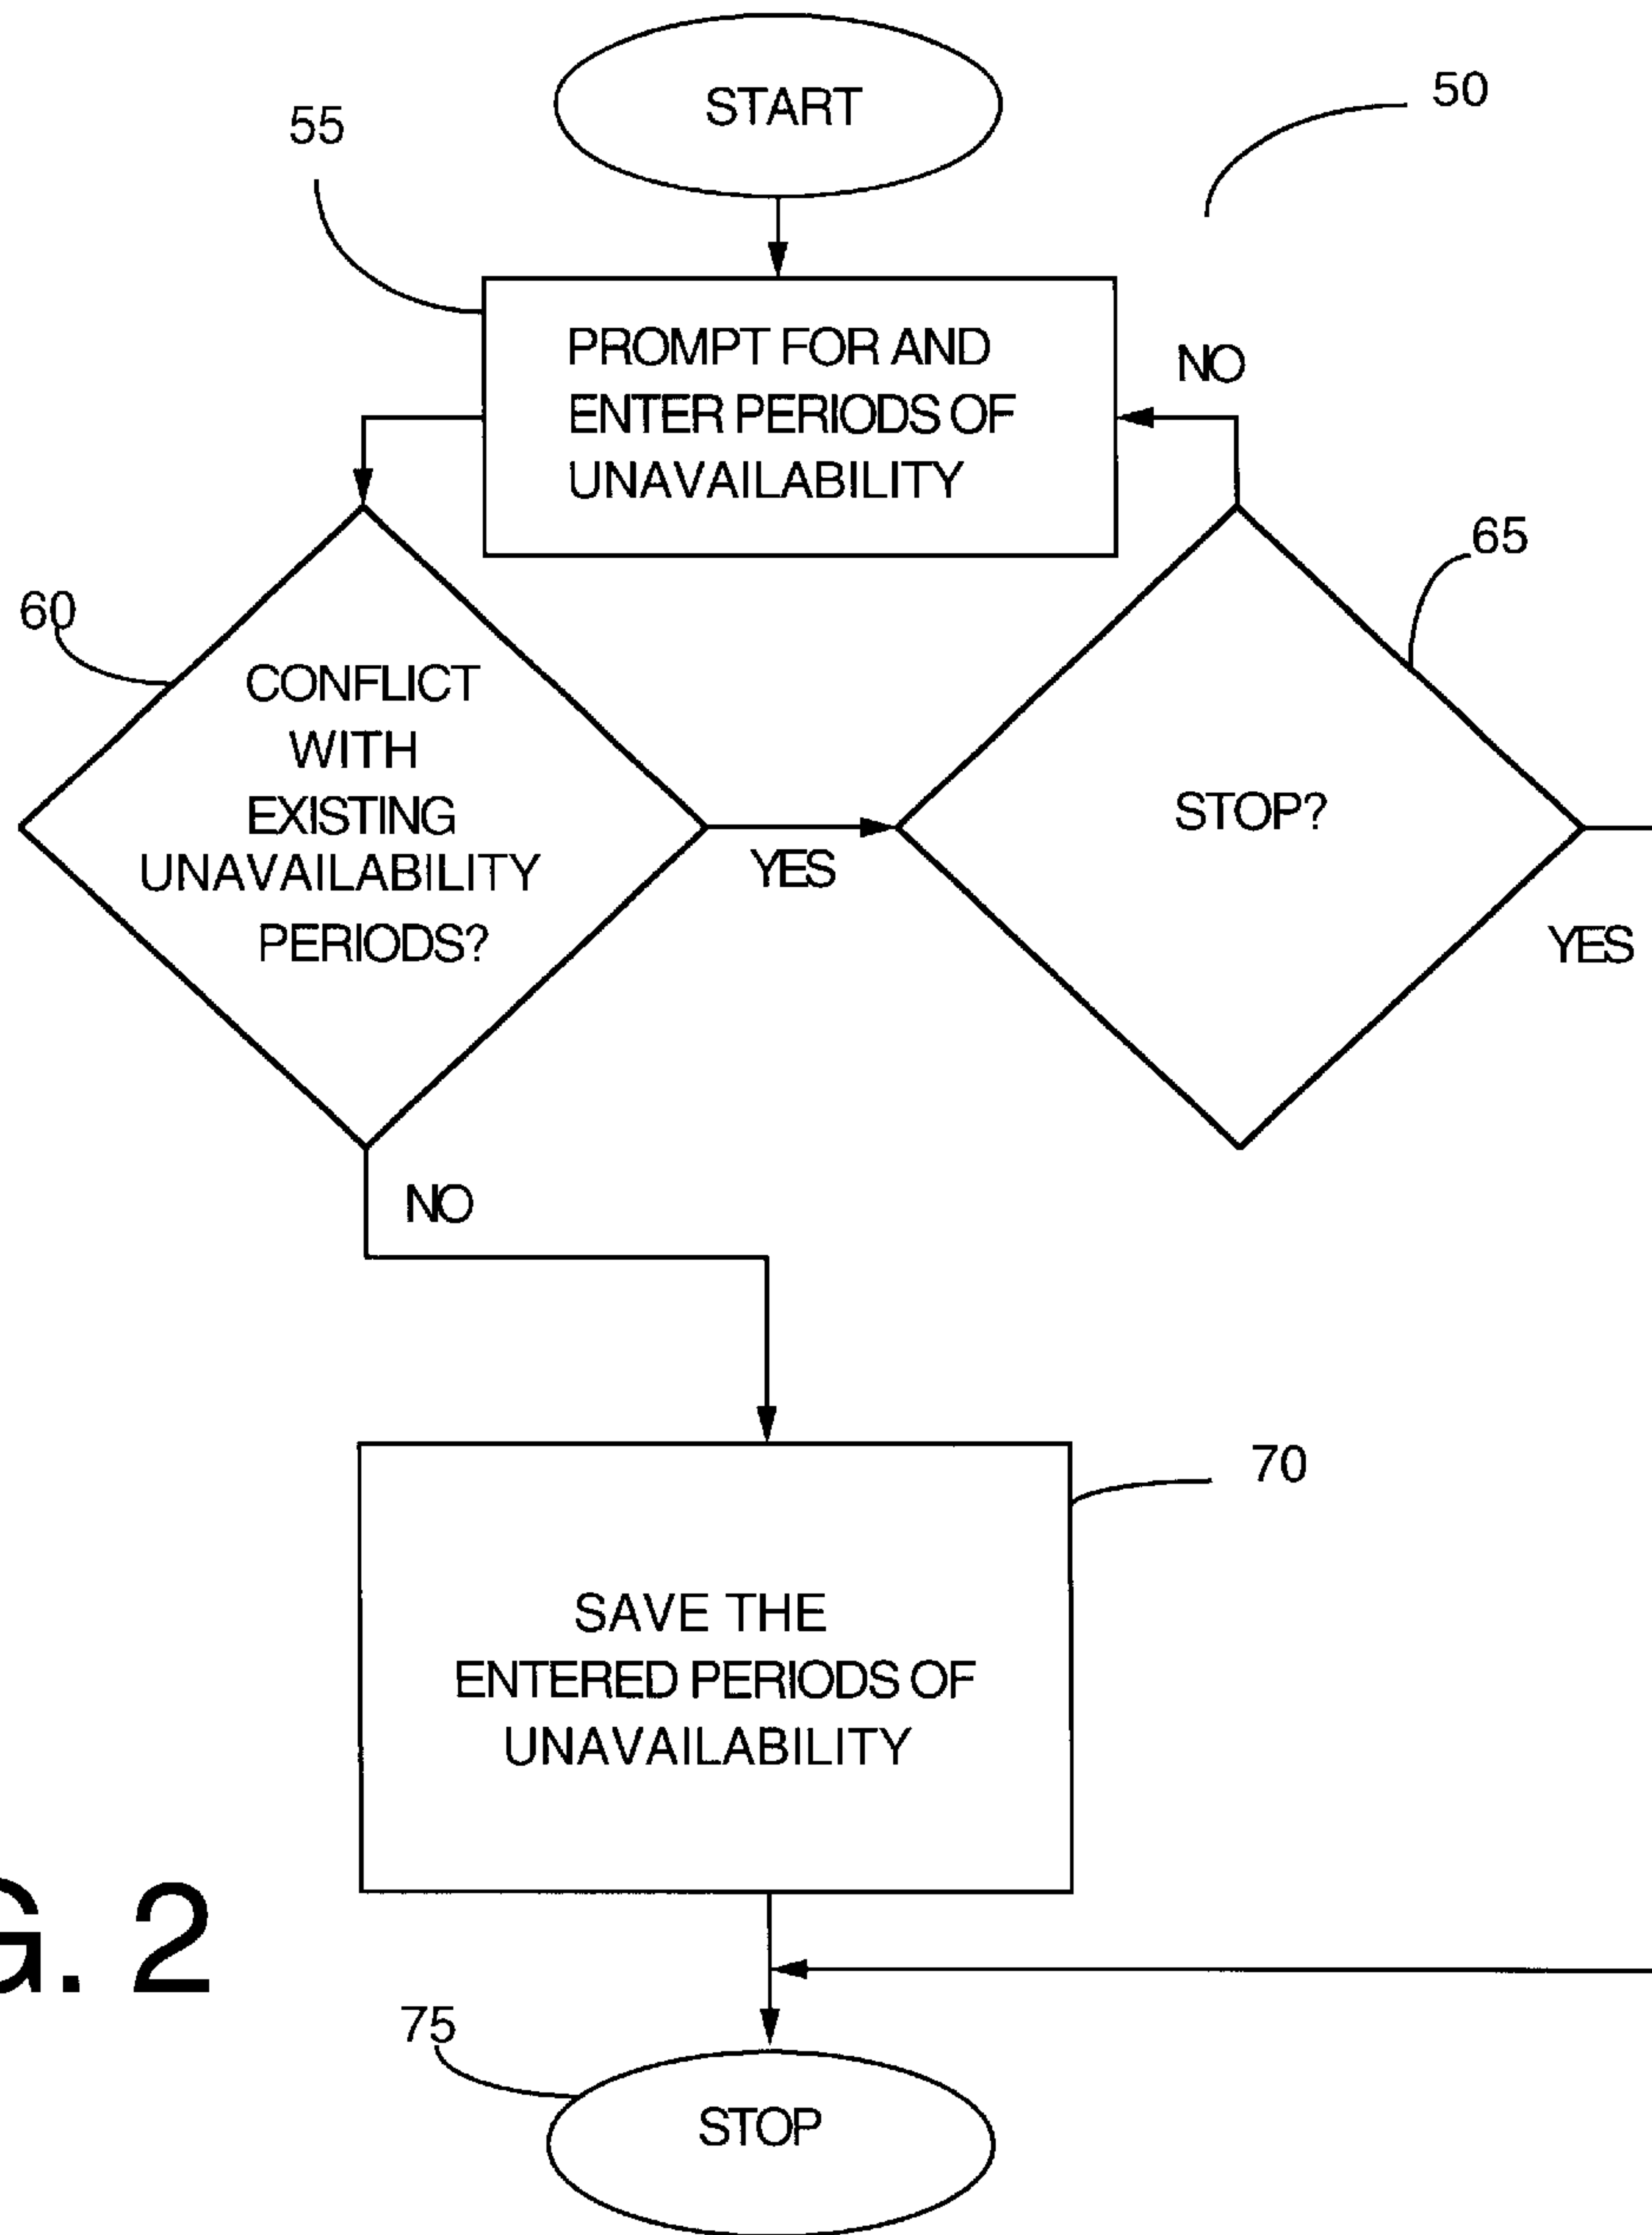 START
50
55
PROMPT FOR AND
ENTER PERIODS OF
UNAVAILABILITY
NO
65
60
CONFLICT
WITH
EXISTING
UNAVAILABILITY
PERIODS?
YES
STOP?
YES
NO
70
SAVE THE
ENTERED PERIODS OF
UNAVAILABILITY
G. 2
75
STOP